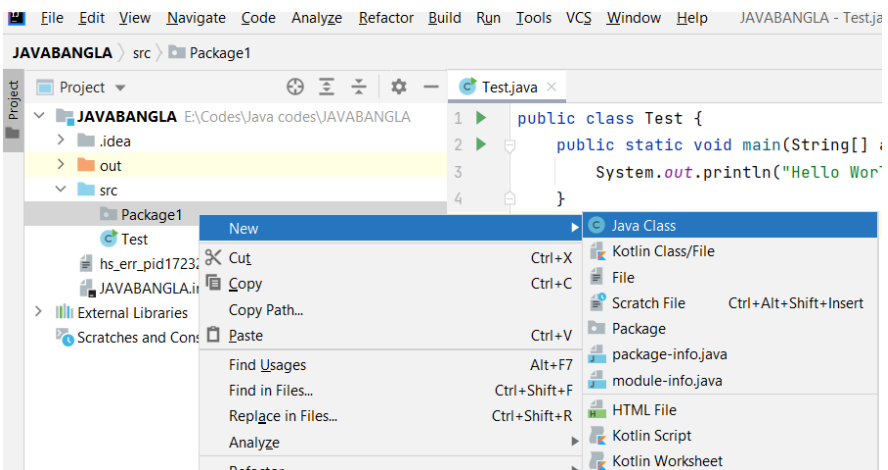 File Edit View Navigate Code Analyze Refactor Build Run Tools VCS Window Help JAVABANGLA - Test.ja
JAVABANGLA src Package1
Project
Project
JAVABANGLA E:\Codes\Java codes\JAVABANGLA
.idea
out
src
Package1
Test
hs_err_pid1723
JAVABANGLA.i
External Libraries
Scratches and Cons
Test.java
1 public class Test {
2 public static void main(String[] a
3 System.out.println("Hello Worl
4 }
New
Cut Ctrl+X
Copy Ctrl+C
Copy Path...
Paste Ctrl+V
Find Usages Alt+F7
Find in Files... Ctrl+Shift+F
Replace in Files... Ctrl+Shift+R
Analyze
Refactor
Java Class
Kotlin Class/File
File
Scratch File Ctrl+Alt+Shift+Insert
Package
package-info.java
module-info.java
HTML File
Kotlin Script
Kotlin Worksheet